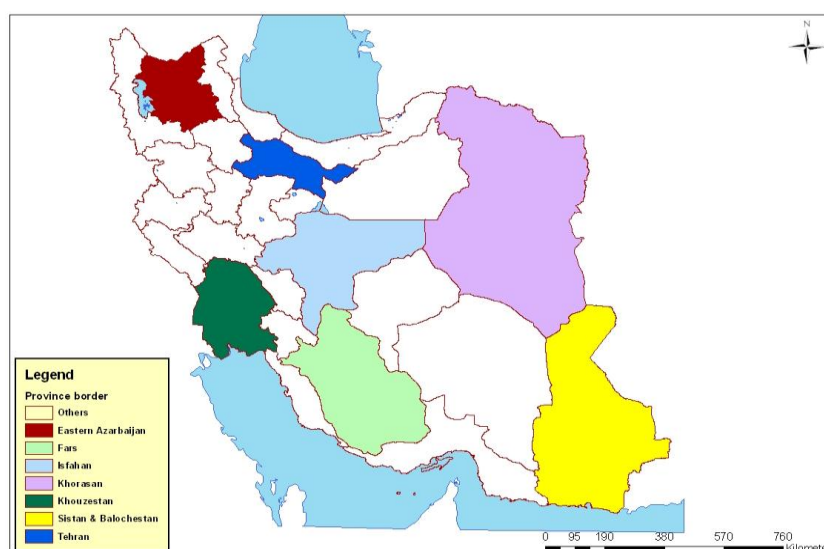 N
Legend
Province border
Others
Eastern Azarbaijan
Fars
Isfahan
Khorasan
Khouzestan
Sistan & Balochestan
Tehran
0 95 190 380 570 760
Kilomete